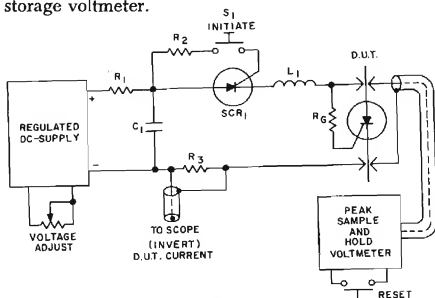 storage voltmeter.
S1
INITIATE
R2
D.U.T.
R1
L1
SCR1
RG
+
REGULATED
DC-SUPPLY
C1
−
R3
VOLTAGE
ADJUST
TO SCOPE
(INVERT)
D.U.T. CURRENT
PEAK
SAMPLE
AND
HOLD
VOLTMETER
RESET